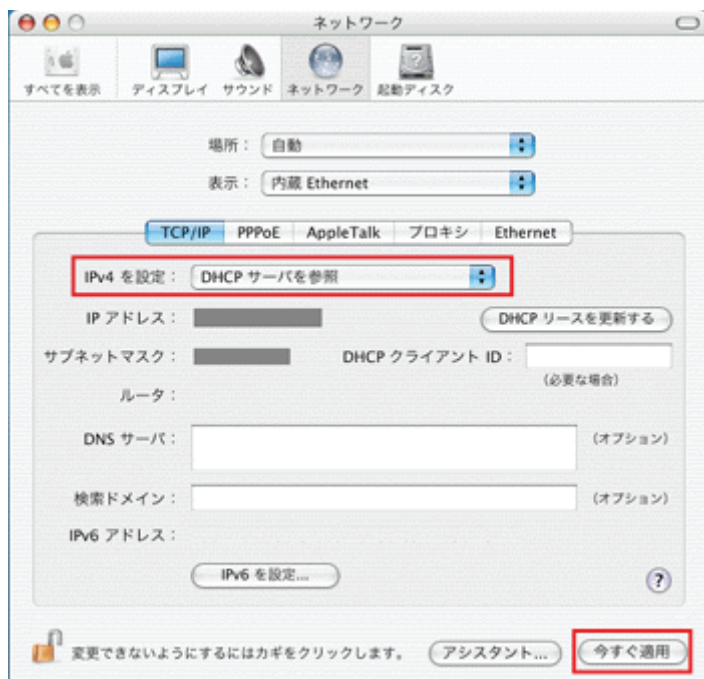 ネットワーク
すべてを表示 ディスプレイ サウンド ネットワーク 起動ディスク
場所： 自動
表示： 内蔵 Ethernet
TCP/IP PPPoE AppleTalk プロキシ Ethernet
IPv4 を設定： DHCP サーバを参照
IP アドレス： DHCP リースを更新する
サブネットマスク： DHCP クライアント ID：
（必要な場合）
ルータ：
DNS サーバ： （オプション）
検索ドメイン： （オプション）
IPv6 アドレス：
IPv6 を設定... ?
変更できないようにするにはカギをクリックします。 アシスタント... 今すぐ適用